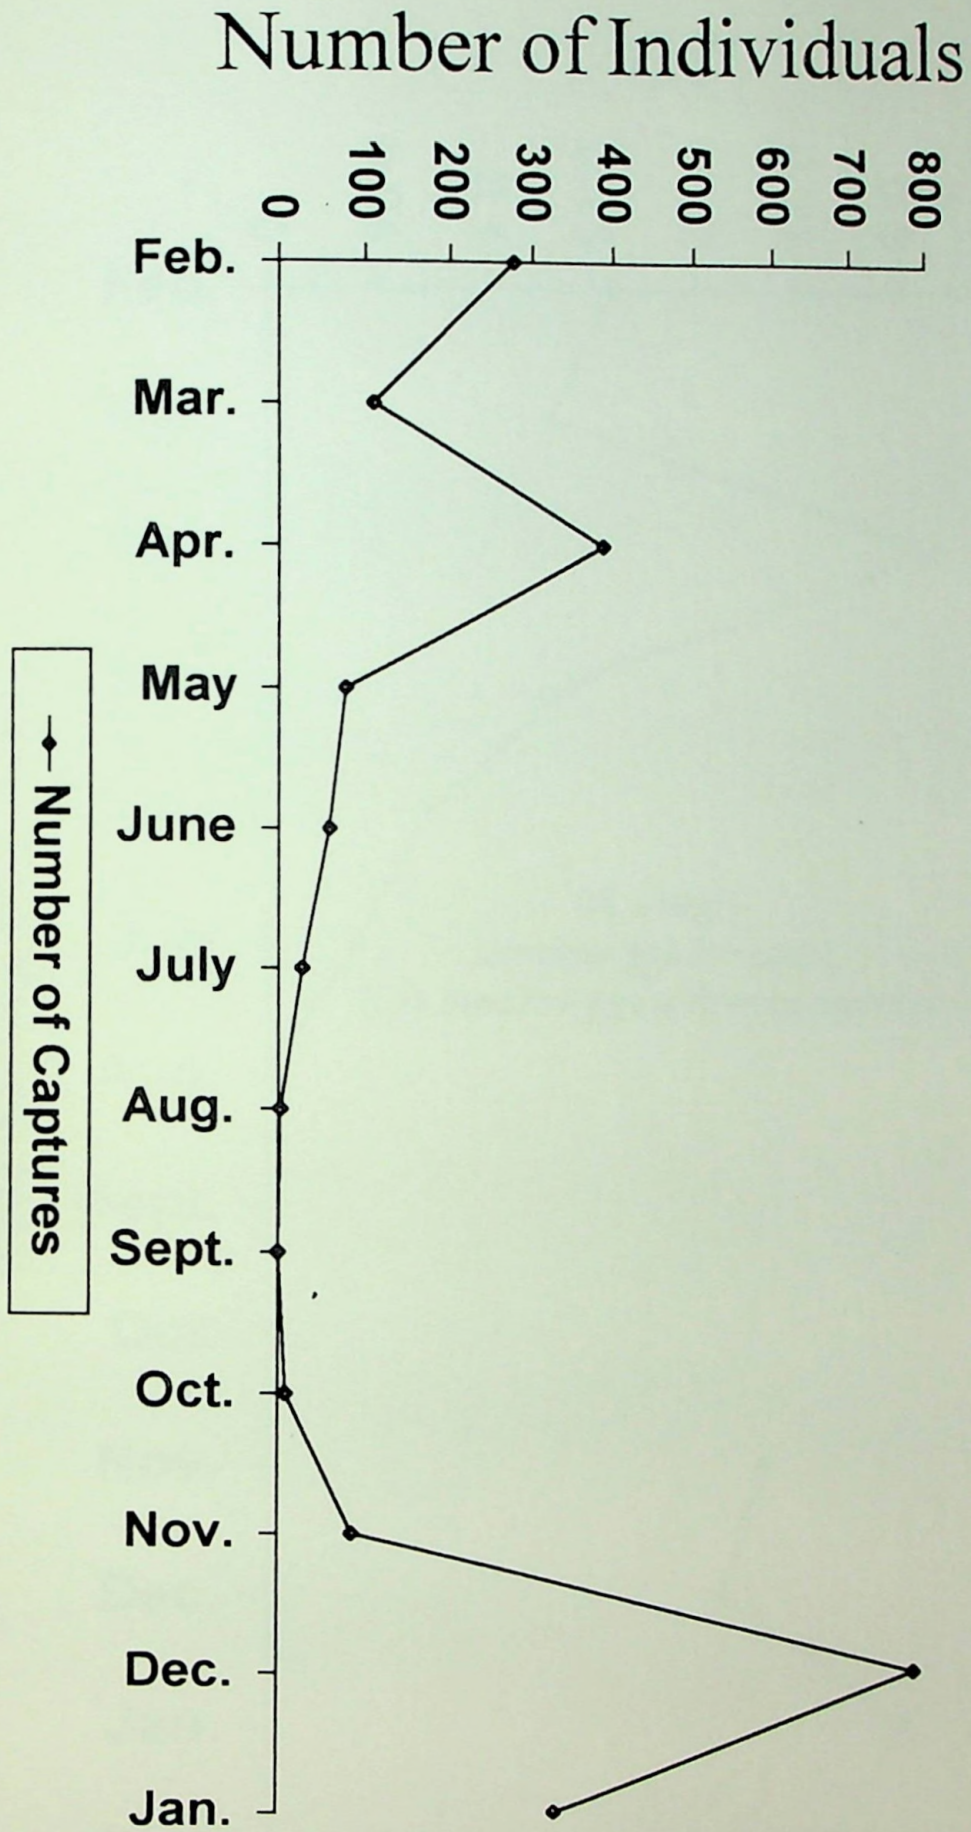 Number of Individuals
800
700
600
500
400
300
200
100
0
Feb.
Mar.
Apr.
May
June
July
Aug.
Sept.
Oct.
Nov.
Dec.
Jan.
Number of Captures